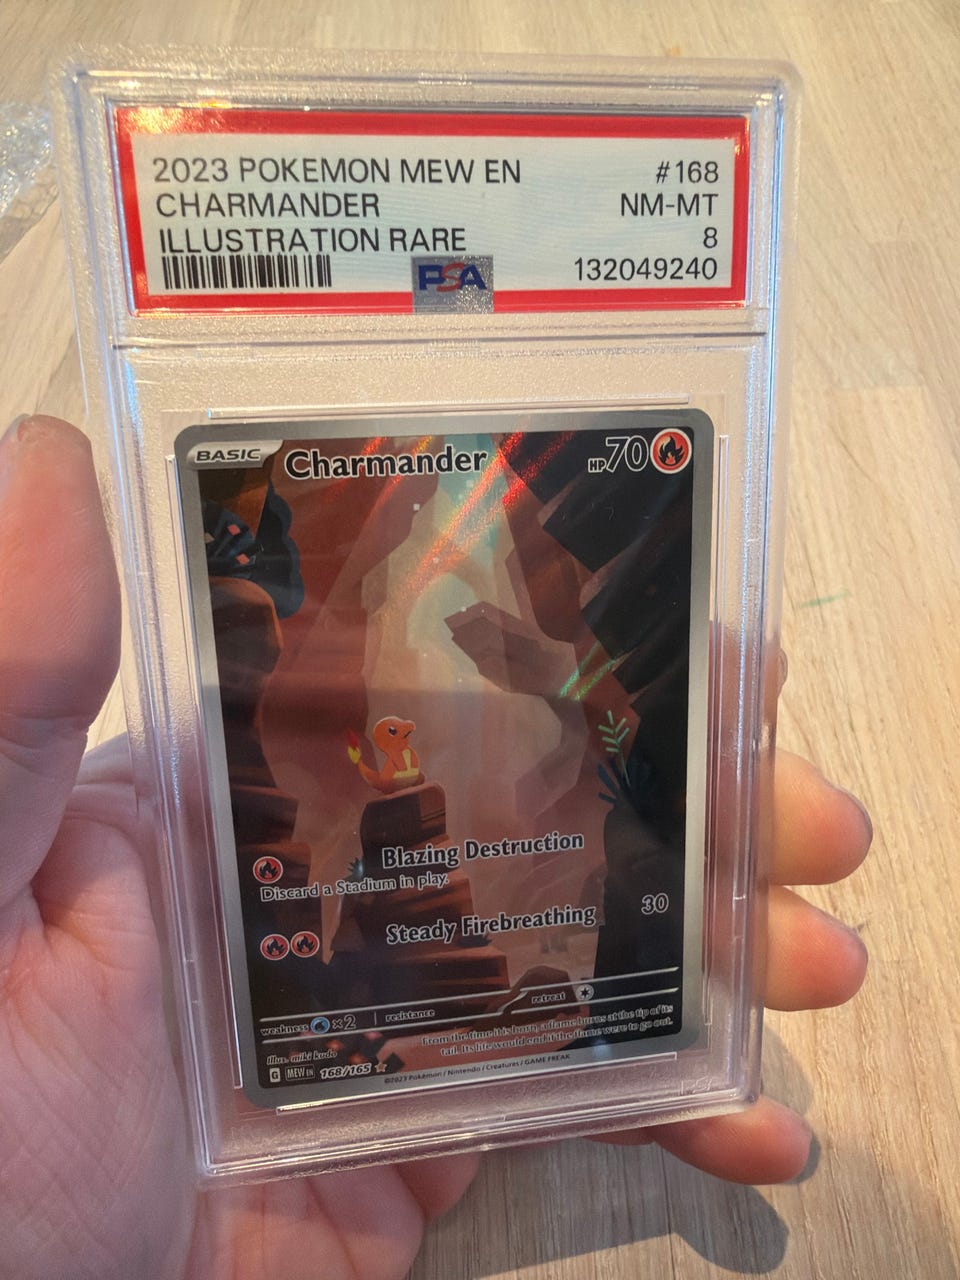 2023 POKEMON MEW EN #168
CHARMANDER NM-MT
ILLUSTRATION RARE 8
PSA 132049240
BASIC Charmander HP70
Blazing Destruction
Discard a Stadium in play.
Steady Firebreathing 30
weakness ×2 resistance retreat
From the time it is born, a flame burns at the tip of its
tail. Its life would end if the flame were to go out.
Illus. miki kudo
G MEW EN 168/165
©2023 Pokémon / Nintendo / Creatures / GAME FREAK